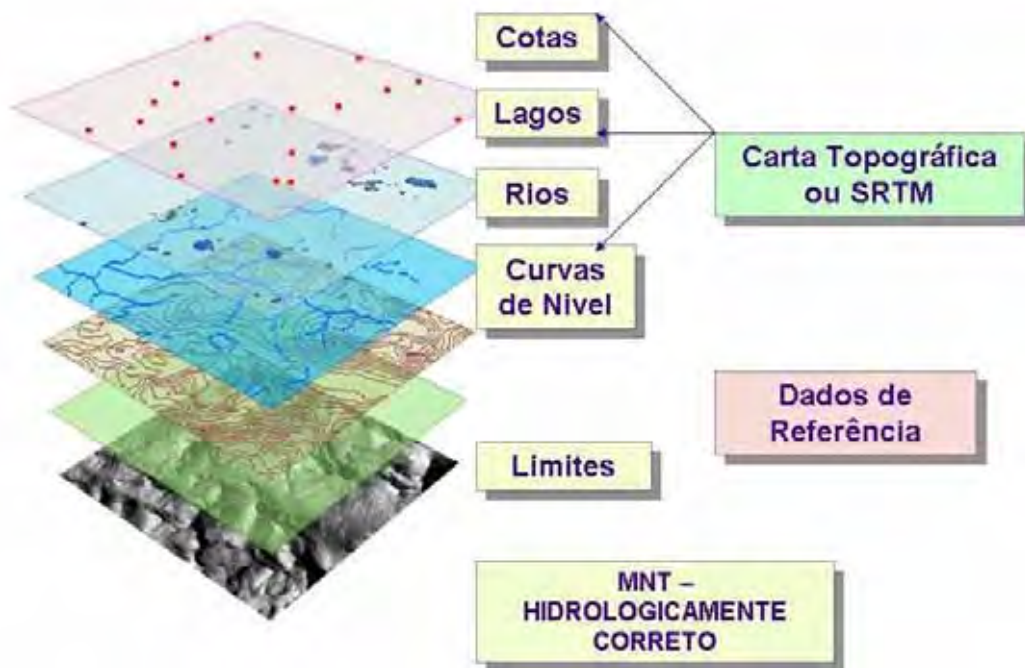 Cotas
Lagos
Rios
Curvas
de Nivel
Carta Topográfica
ou SRTM
Dados de
Referência
Limites
MNT –
HIDROLOGICAMENTE
CORRETO